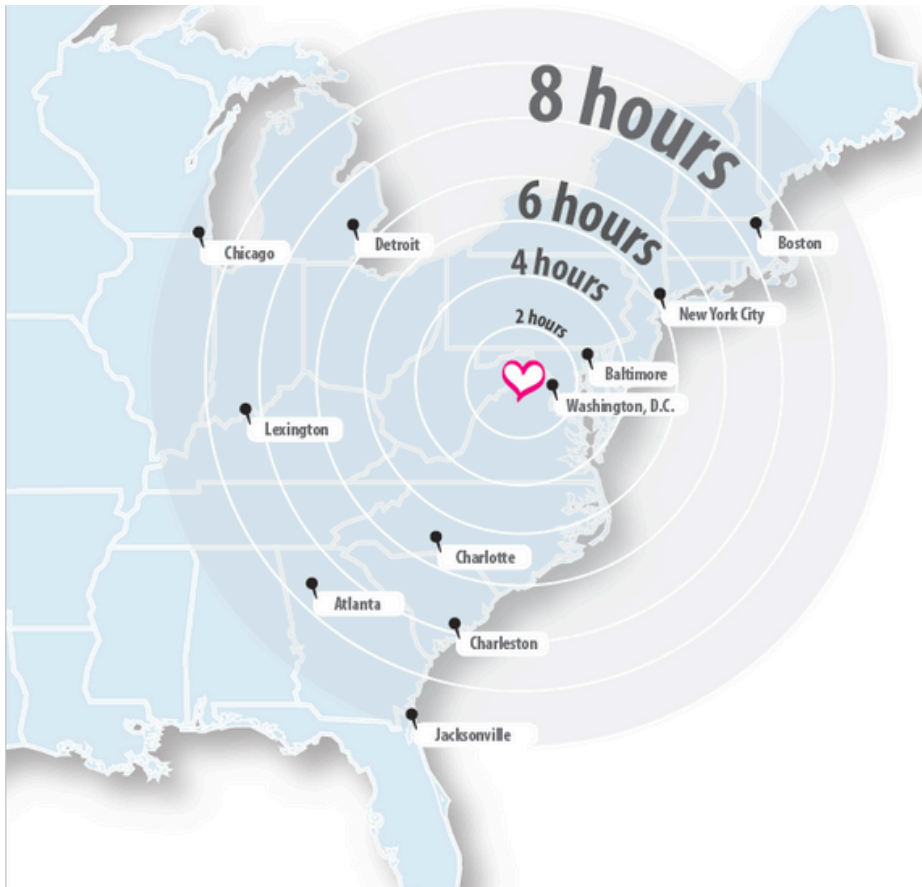 8 hours
6 hours
4 hours
2 hours
Chicago
Detroit
Boston
New York City
Baltimore
Washington, D.C.
Lexington
Charlotte
Atlanta
Charleston
Jacksonville